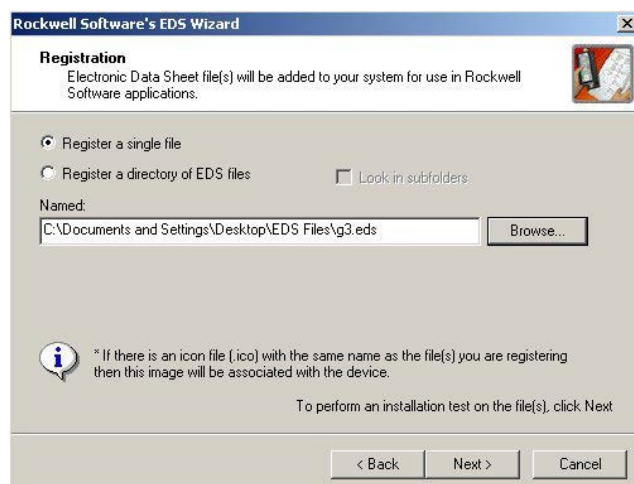 Rockwell Software's EDS Wizard
Registration
Electronic Data Sheet file(s) will be added to your system for use in Rockwell
Software applications.
Register a single file
Register a directory of EDS files
Look in subfolders
Named:
C:\Documents and Settings\Desktop\EDS Files\g3.eds
Browse...
* If there is an icon file (.ico) with the same name as the file(s) you are registering
then this image will be associated with the device.
To perform an installation test on the file(s), click Next
< Back
Next >
Cancel